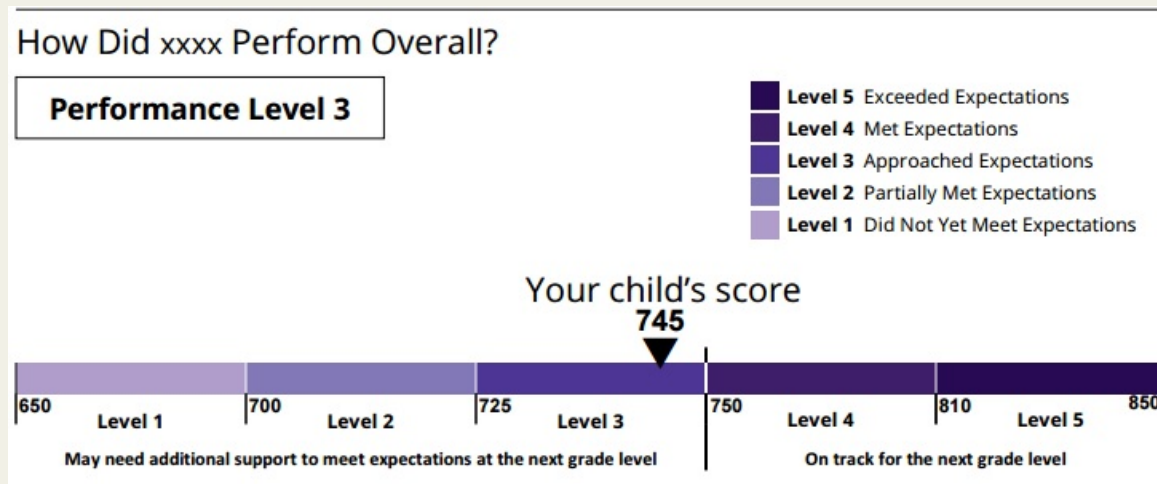 How Did xxxx Perform Overall?
Performance Level 3
Level 5 Exceeded Expectations
Level 4 Met Expectations
Level 3 Approached Expectations
Level 2 Partially Met Expectations
Level 1 Did Not Yet Meet Expectations
Your child's score
745
650 700 725 750 810 850
Level 1 Level 2 Level 3 Level 4 Level 5
May need additional support to meet expectations at the next grade level On track for the next grade level